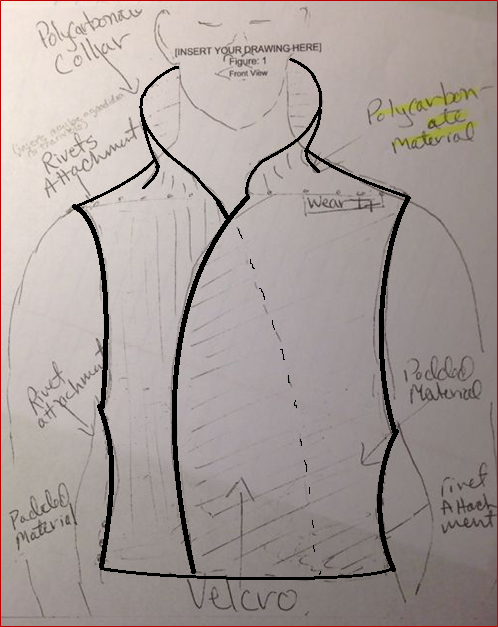 Polycarbonate
Collar
[INSERT YOUR DRAWING HERE]
Figure: 1
Front View
Polycarbon-
ate
Material
Rivets
Attachment
Wear It
Rivet
attachment
Padded
Material
Padded
Material
rivet
Attach
ment
Velcro.